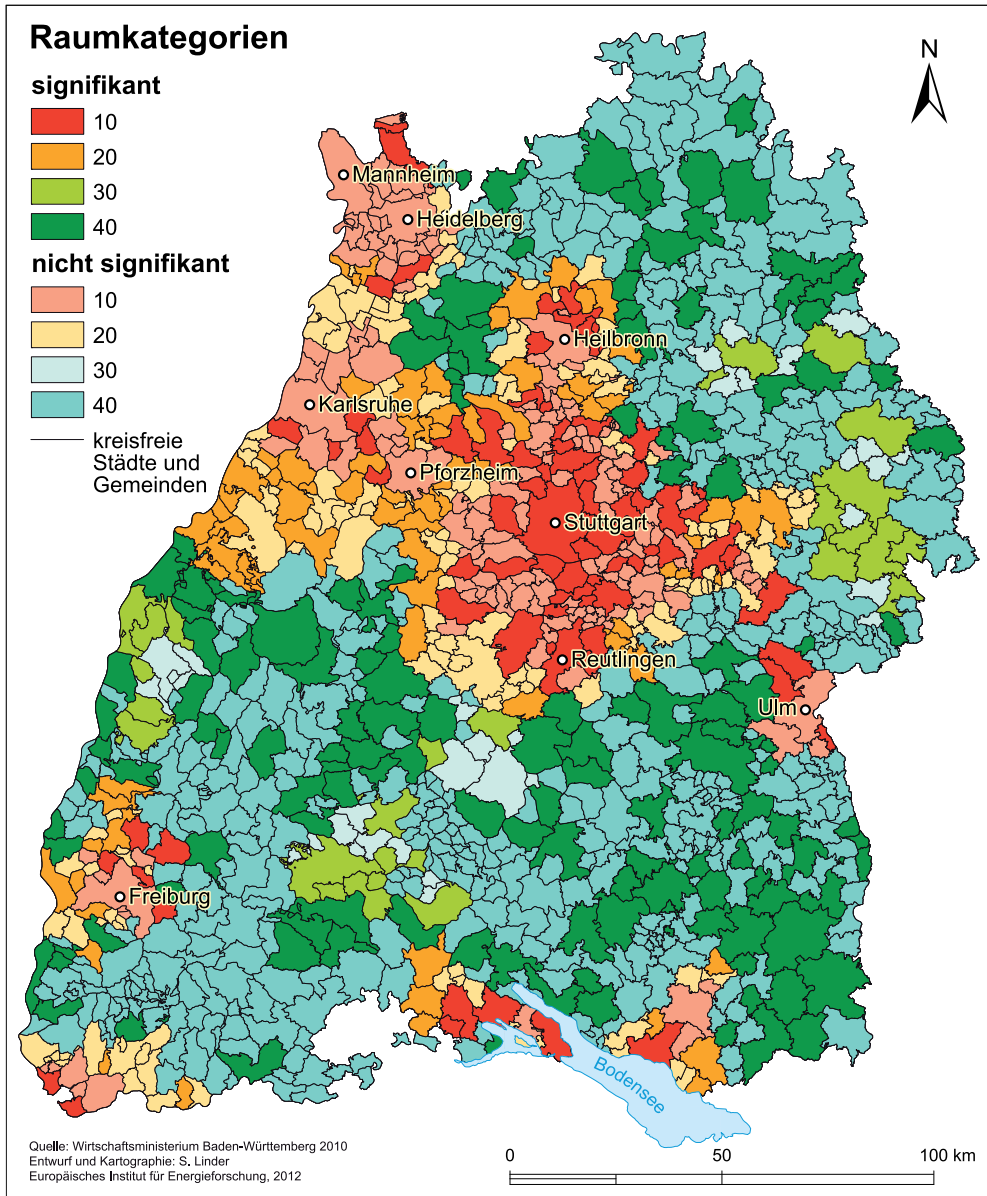 Raumkategorien
signifikant
10
20
30
40
nicht signifikant
10
20
30
40
kreisfreie
Städte und
Gemeinden
N
Mannheim
Heidelberg
Heilbronn
Karlsruhe
Pforzheim
Stuttgart
Reutlingen
Ulm
Freiburg
Bodensee
Quelle: Wirtschaftsministerium Baden-Württemberg 2010
Entwurf und Kartographie: S. Linder
Europäisches Institut für Energieforschung, 2012
0 50 100 km